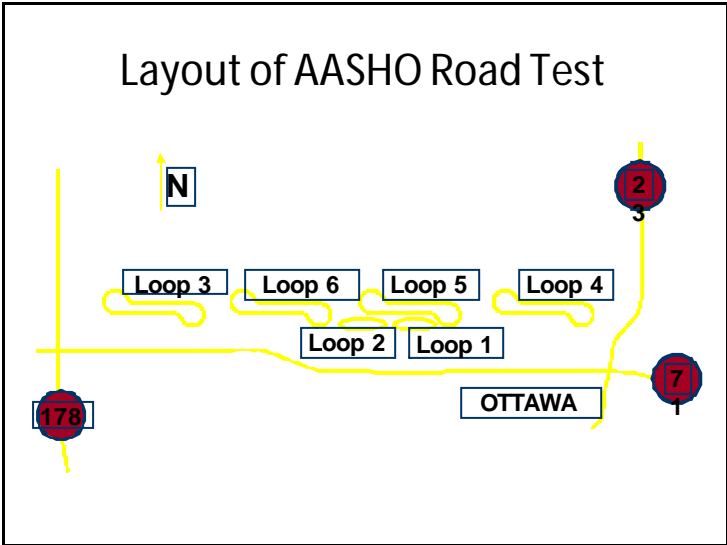 Layout of AASHO Road Test
N
2
3
Loop 3
Loop 6
Loop 5
Loop 4
Loop 2
Loop 1
7
1
OTTAWA
178